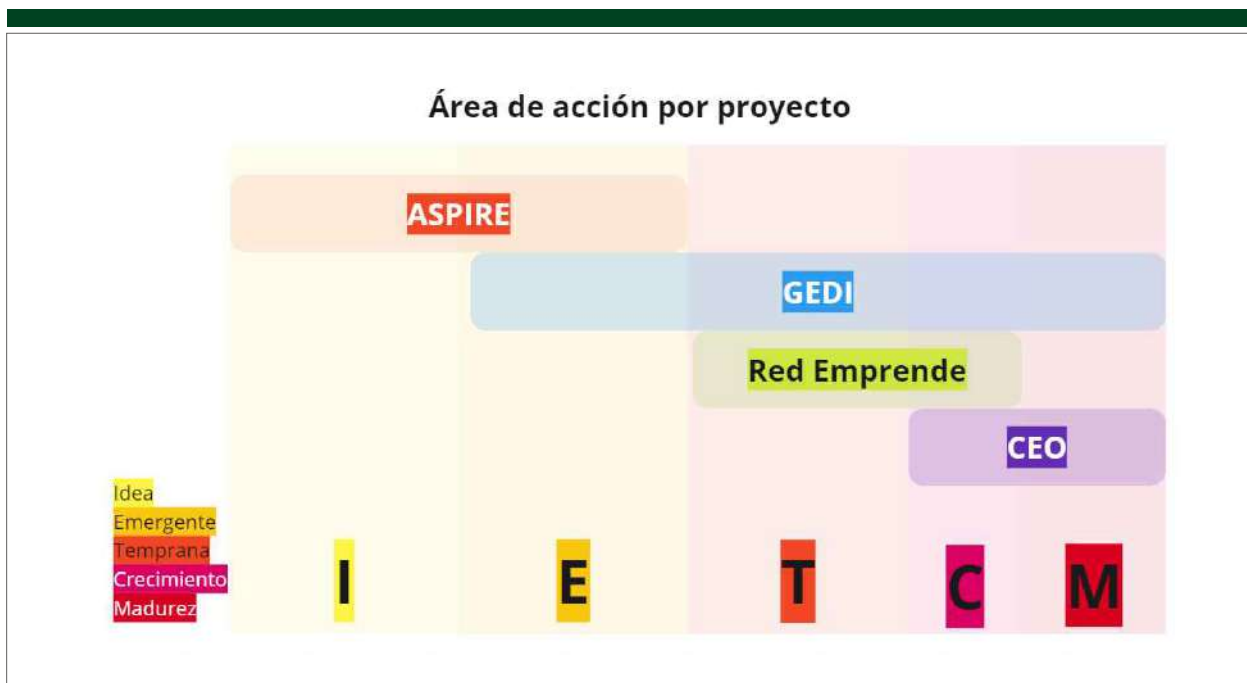 Área de acción por proyecto
ASPIRE
GEDI
Red Emprende
CEO
Idea
Emergente
Temprana
Crecimiento
Madurez
I E T C M